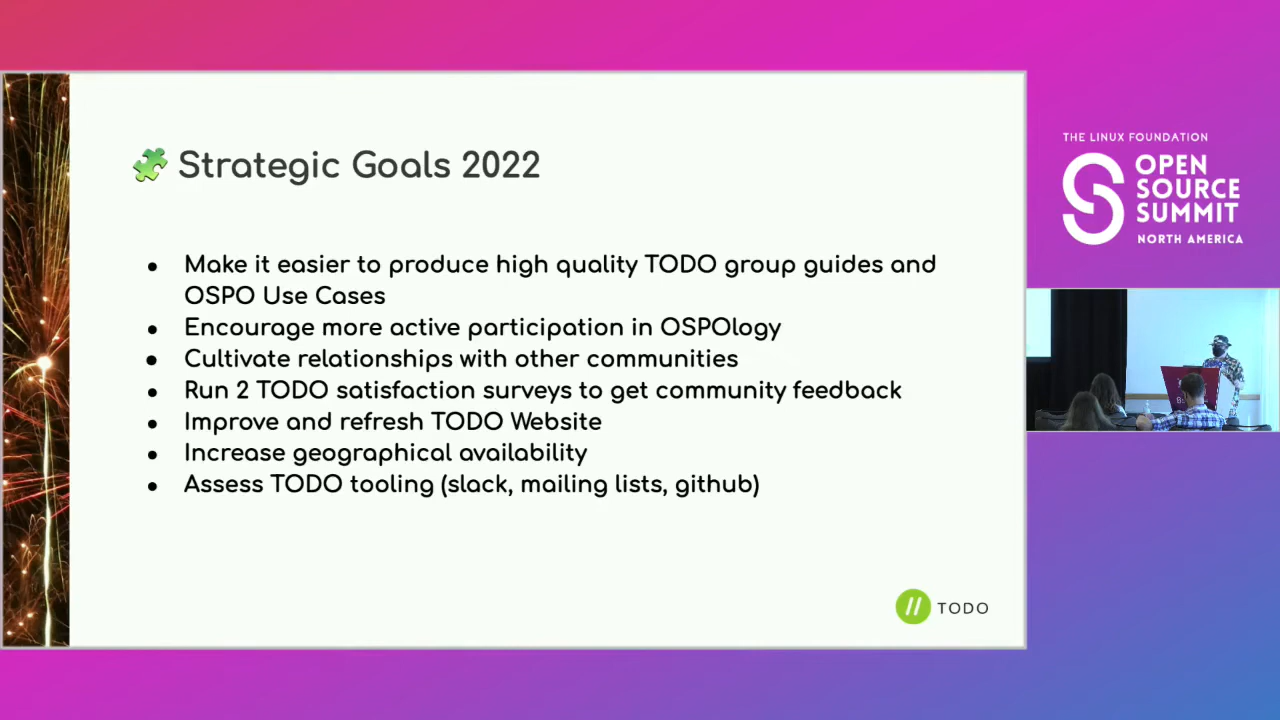 Strategic Goals 2022
● Make it easier to produce high quality TODO group guides and
OSPO Use Cases
● Encourage more active participation in OSPOlogy
● Cultivate relationships with other communities
● Run 2 TODO satisfaction surveys to get community feedback
● Improve and refresh TODO Website
● Increase geographical availability
● Assess TODO tooling (slack, mailing lists, github)
// TODO
THE LINUX FOUNDATION
OPEN
SOURCE
SUMMIT
NORTH AMERICA